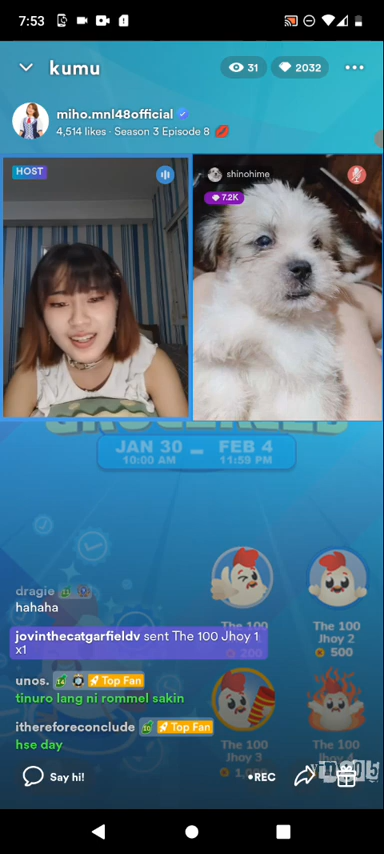 7:53
kumu
31
2032
miho.mnl48official
4,514 likes · Season 3 Episode 8
HOST
shinohime
7.2K
JAN 30 – FEB 4
10:00 AM
11:59 PM
dragie
hahaha
jovinthecatgarfieldv sent The 100 Jhoy 1
x1
The 100
200
The 100
Jhoy 2
500
unos.
Top Fan
tinuro lang ni rommel sakin
ithereforeconclude
Top Fan
hse day
The 100
Jhoy 3
The 100
Say hi!
•REC